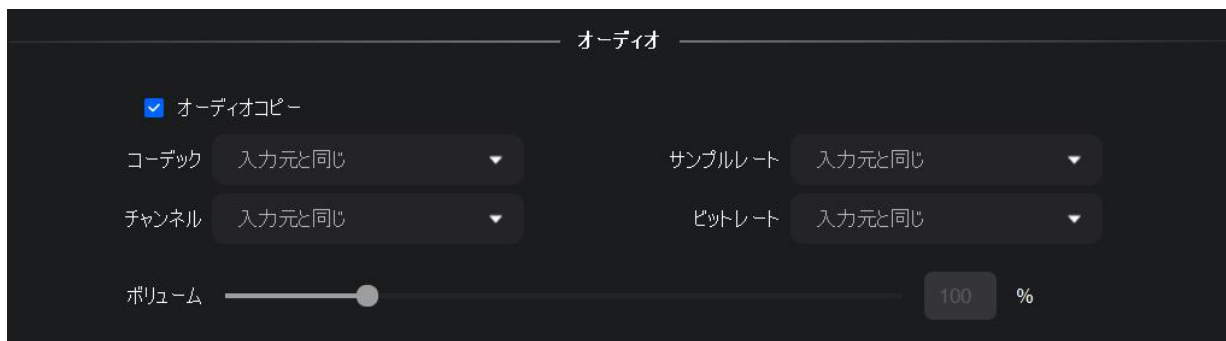 オーディオ
オーディオコピー
コーデック 入力元と同じ サンプルレート 入力元と同じ
チャンネル 入力元と同じ ビットレート 入力元と同じ
ボリューム 100 %